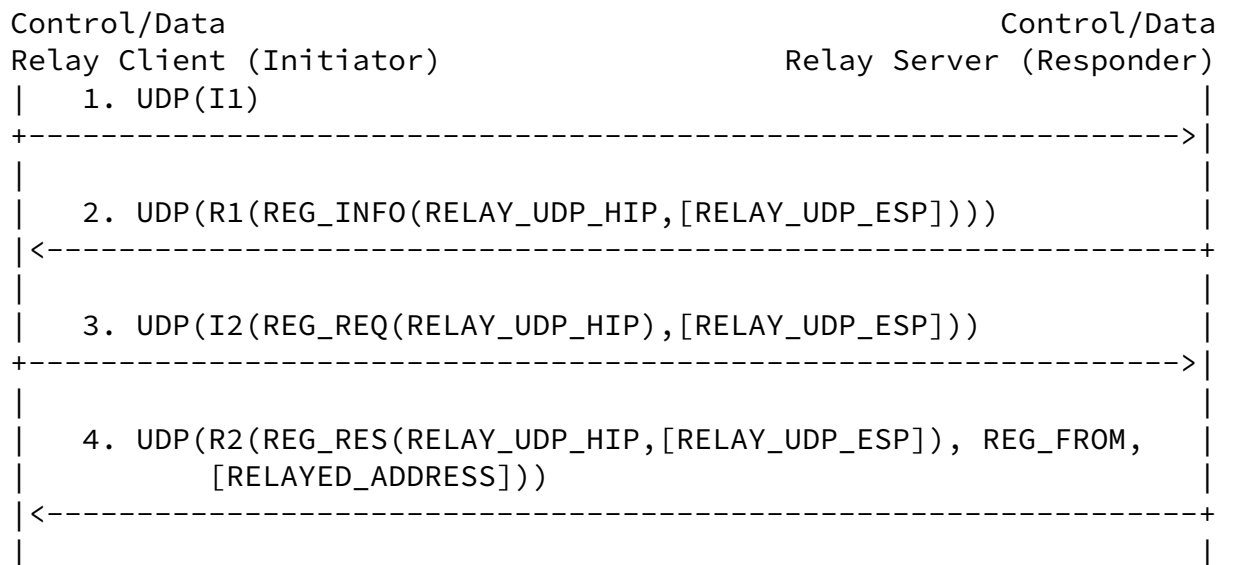 Control/Data Control/Data
Relay Client (Initiator) Relay Server (Responder)
| 1. UDP(I1) |
+---------------------------------------------------------------->|
| |
| 2. UDP(R1(REG_INFO(RELAY_UDP_HIP,[RELAY_UDP_ESP]))) |
|<----------------------------------------------------------------+
| |
| 3. UDP(I2(REG_REQ(RELAY_UDP_HIP),[RELAY_UDP_ESP])) |
+---------------------------------------------------------------->|
| |
| 4. UDP(R2(REG_RES(RELAY_UDP_HIP,[RELAY_UDP_ESP]), REG_FROM, |
| [RELAYED_ADDRESS])) |
|<----------------------------------------------------------------+
| |